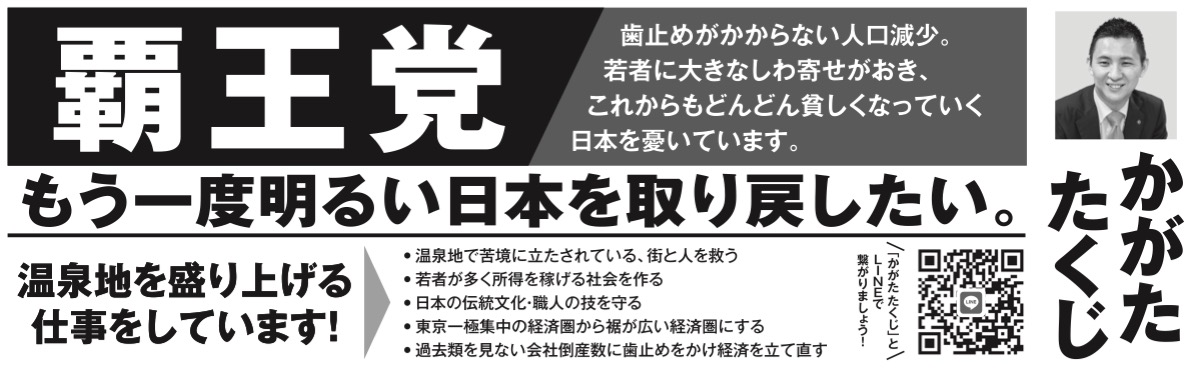 覇王党
歯止めがかからない人口減少。
若者に大きなしわ寄せがおき、
これからもどんどん貧しくなっていく
日本を憂いています。
もう一度明るい日本を取り戻したい。
温泉地を盛り上げる
仕事をしています!
• 温泉地で苦境に立たされている、街と人を救う
• 若者が多く所得を稼げる社会を作る
• 日本の伝統文化・職人の技を守る
• 東京一極集中の経済圏から裾が広い経済圏にする
• 過去類を見ない会社倒産数に歯止めをかけ経済を立て直す
「かがたたくじ」と
LINEで
繋がりましょう!
LINE
かがた
たくじ